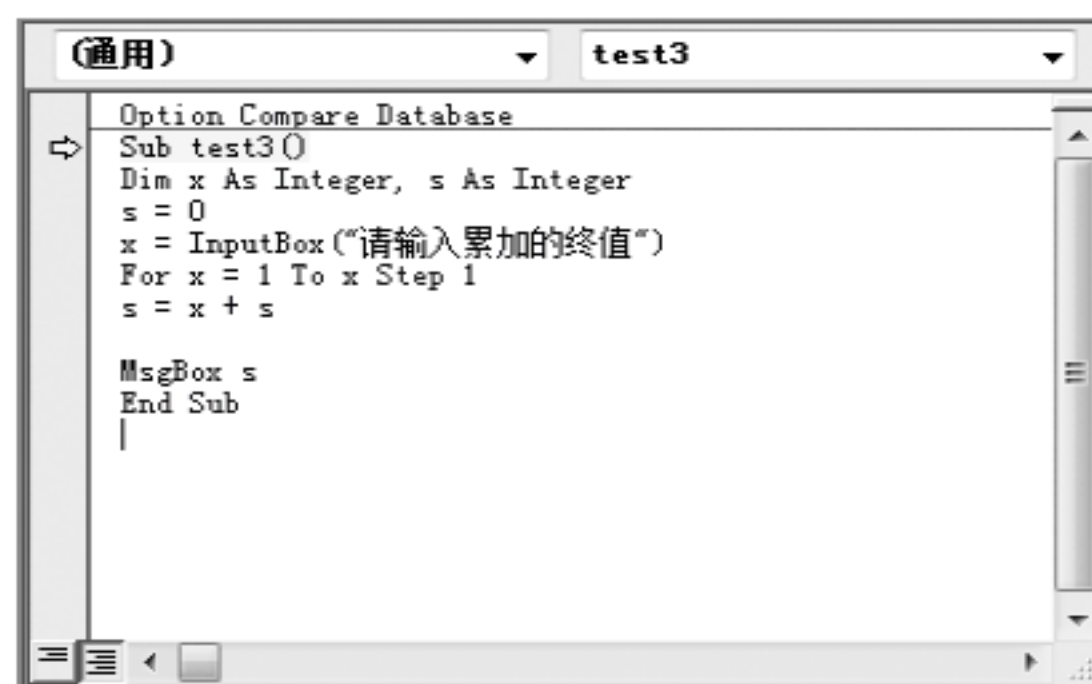 (通用)
test3
Option Compare Database
Sub test3()
Dim x As Integer, s As Integer
s = 0
x = InputBox("请输入累加的终值")
For x = 1 To x Step 1
s = x + s
MsgBox s
End Sub